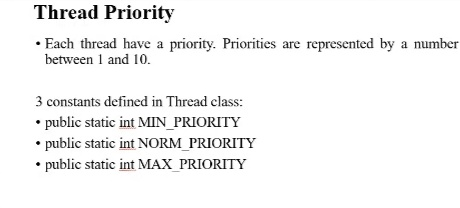 Thread Priority
• Each thread have a priority. Priorities are represented by a number
between 1 and 10.
3 constants defined in Thread class:
• public static int MIN_PRIORITY
• public static int NORM_PRIORITY
• public static int MAX_PRIORITY